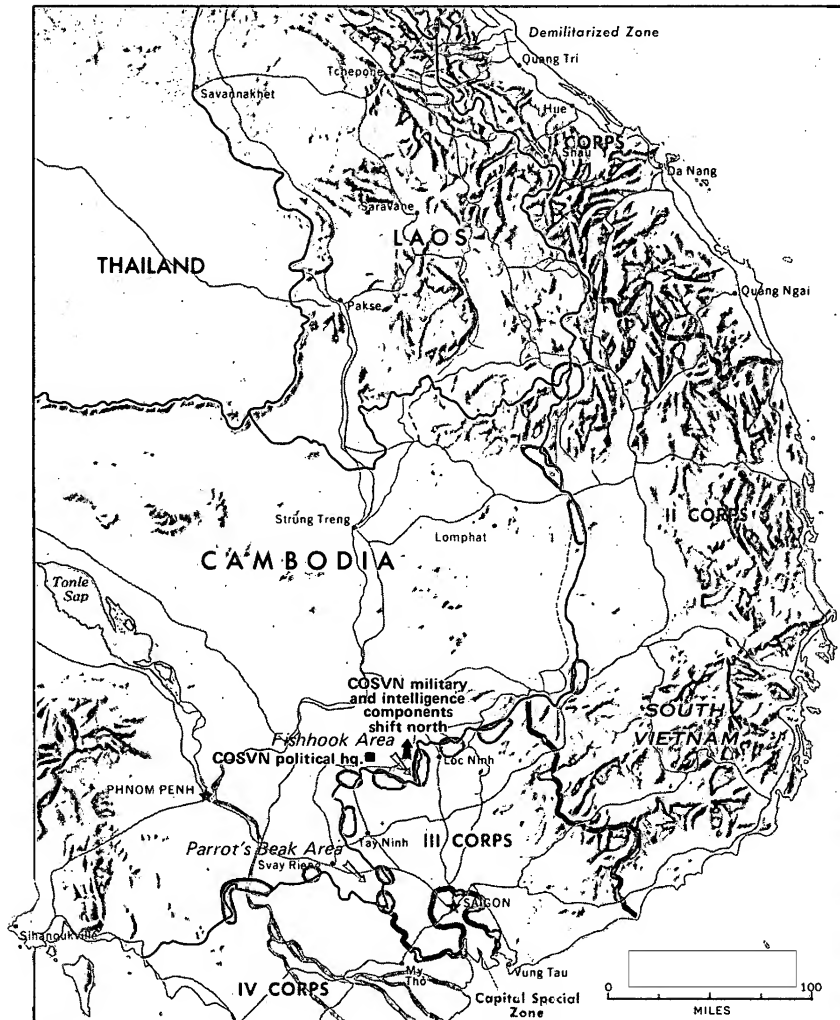 Demilitarized Zone
Quang Tri
Tchepone
Savannakhet
Hue
I CORPS
A Shau
Da Nang
Saravane
LAOS
THAILAND
Quang Ngai
Pakse
Strung Treng
Lomphat
II CORPS
CAMBODIA
Tonle
Sap
COSVN military
and intelligence
components
shift north
SOUTH
VIETNAM
Fishhook Area
COSVN political hq.
Loc Ninh
PHNOM PENH
III CORPS
Tay Ninh
Parrot's Beak Area
Svay Rieng
SAIGON
Sihanoukville
Vung Tau
My
Tho
IV CORPS
Capital Special
Zone
0 100
MILES